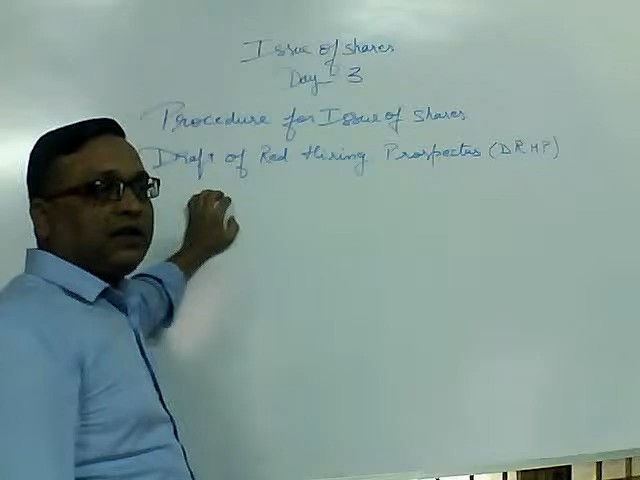 Issue of shares
Day 3
Procedure for Issue of shares
Draft of Red Hiring Prospectus (DRHP)